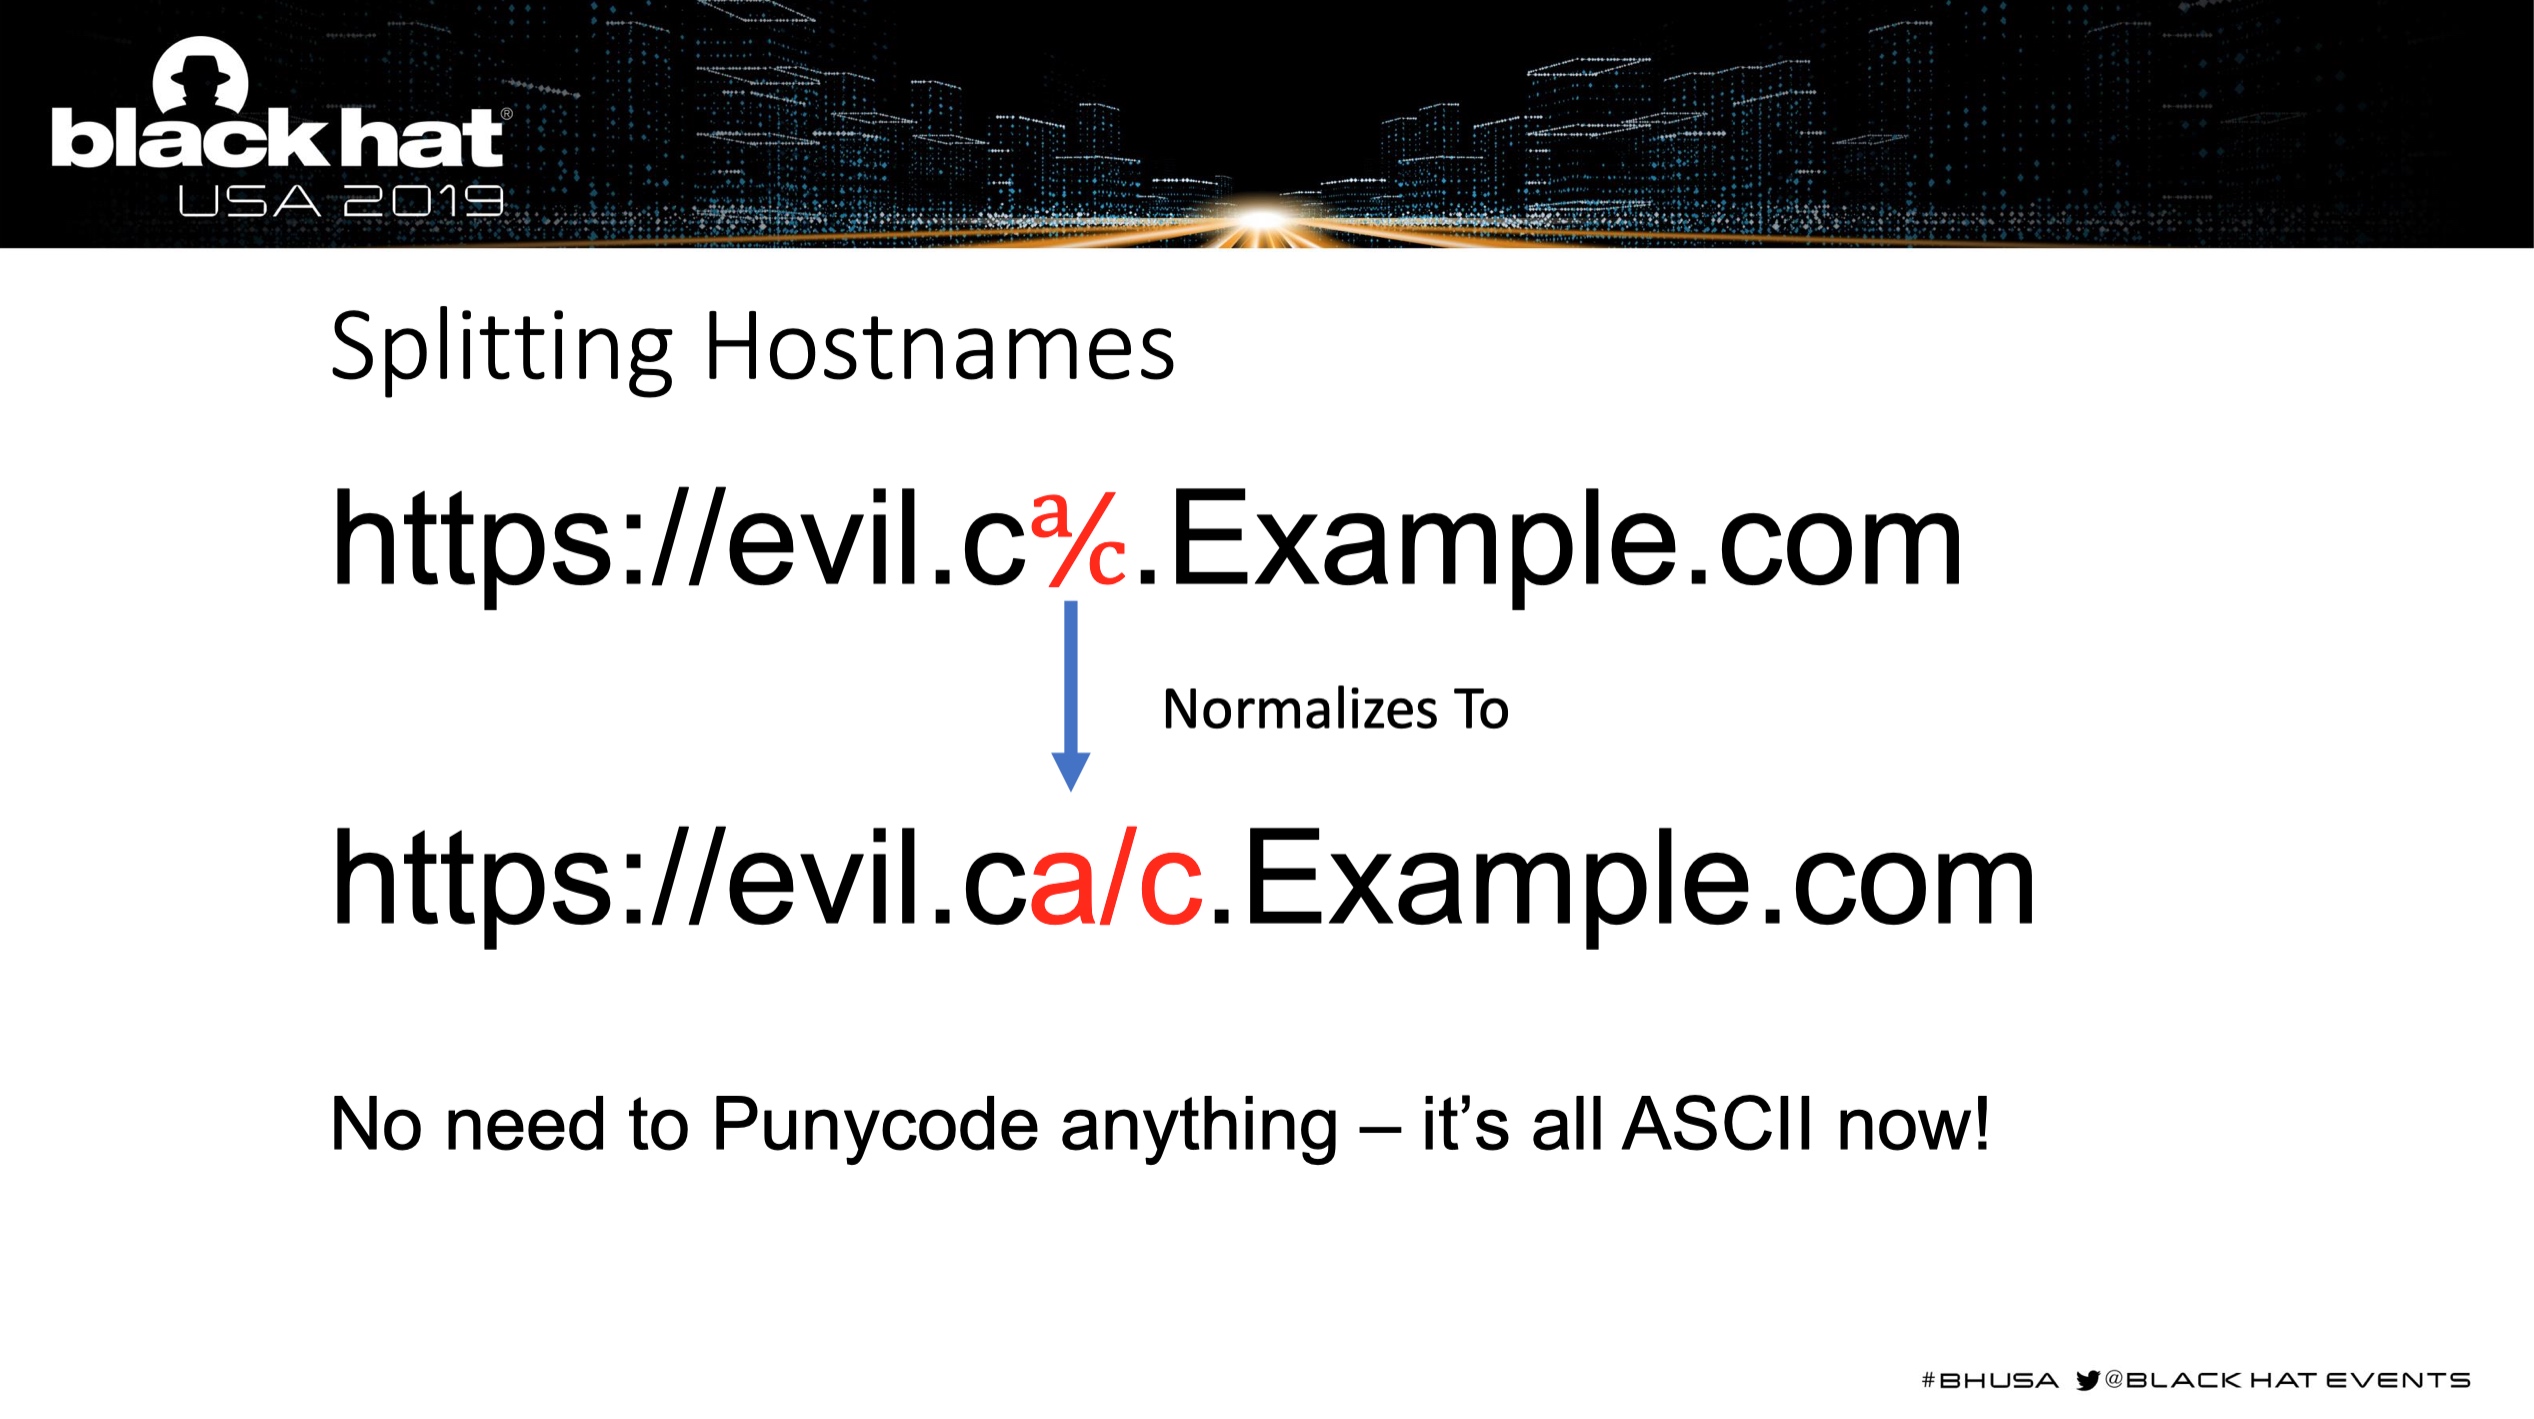 black hat®
USA 2019
Splitting Hostnames
https://evil.c℀.Example.com
Normalizes To
https://evil.ca/c.Example.com
No need to Punycode anything – it’s all ASCII now!
#BHUSA @BLACK HAT EVENTS